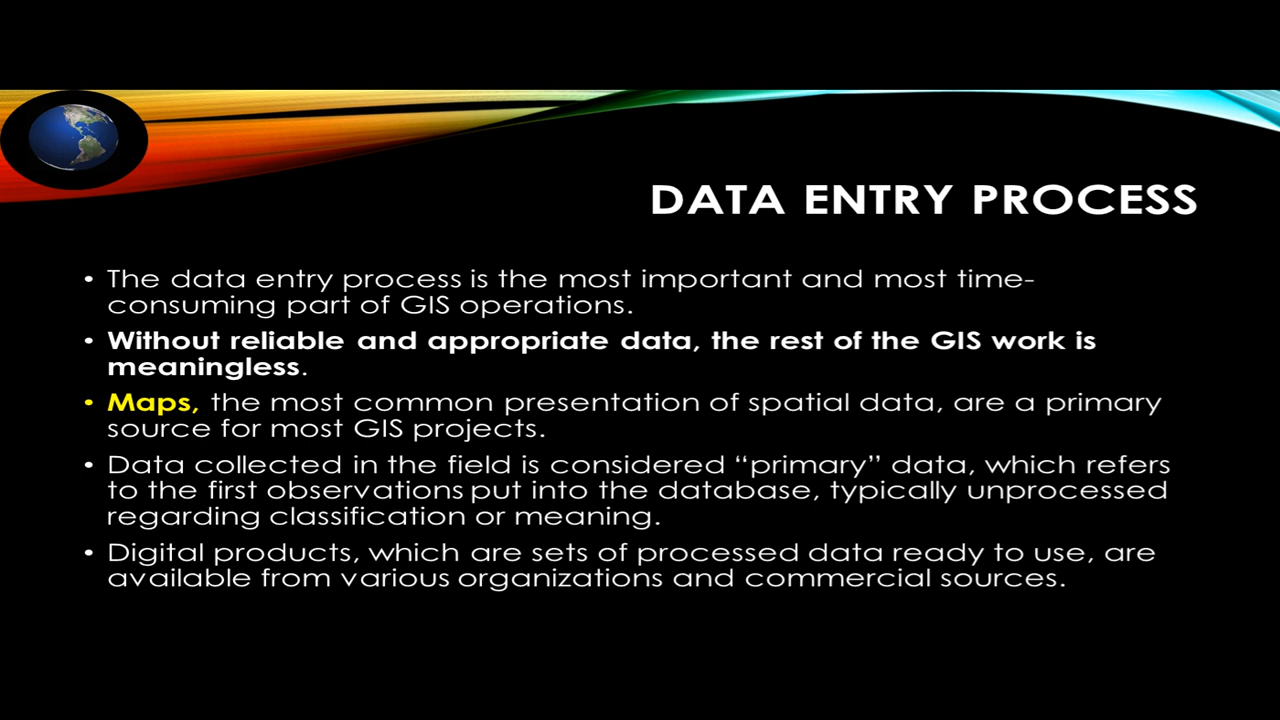 DATA ENTRY PROCESS
• The data entry process is the most important and most time-
consuming part of GIS operations.
• Without reliable and appropriate data, the rest of the GIS work is
meaningless.
• Maps, the most common presentation of spatial data, are a primary
source for most GIS projects.
• Data collected in the field is considered “primary” data, which refers
to the first observations put into the database, typically unprocessed
regarding classification or meaning.
• Digital products, which are sets of processed data ready to use, are
available from various organizations and commercial sources.